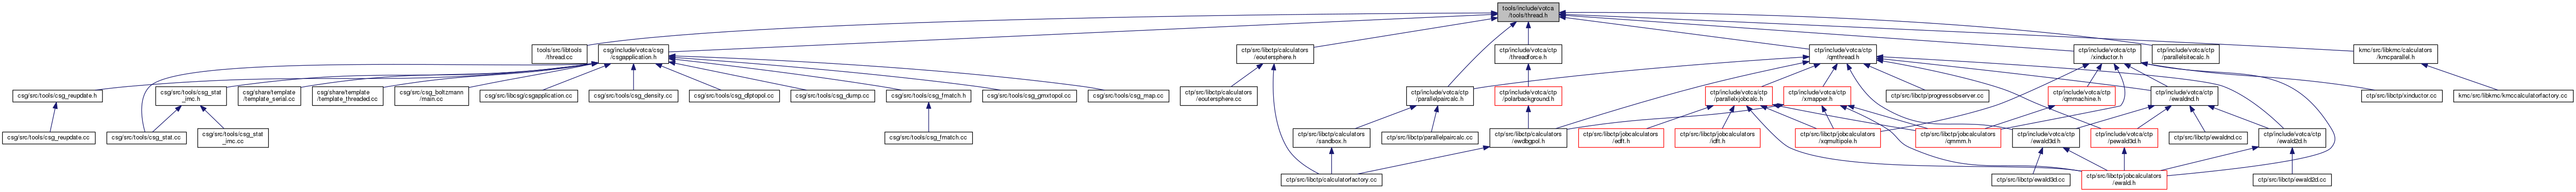 tools/include/votca
/tools/thread.h
tools/src/libtools
/thread.cc
csg/include/votca/csg
/csgapplication.h
ctp/src/libctp/calculators
/eoutersphere.h
ctp/include/votca/ctp
/threadforce.h
ctp/include/votca/ctp
/qmthread.h
ctp/include/votca/ctp
/xinductor.h
ctp/include/votca/ctp
/parallelsitecalc.h
kmc/src/libkmc/calculators
/kmcparallel.h
csg/src/tools/csg_reupdate.h
csg/src/tools/csg_stat
_imc.h
csg/share/template
/template_serial.cc
csg/share/template
/template_threaded.cc
csg/src/csg_boltzmann
/main.cc
csg/src/libcsg/csgapplication.cc
csg/src/tools/csg_density.cc
csg/src/tools/csg_dlptopol.cc
csg/src/tools/csg_dump.cc
csg/src/tools/csg_fmatch.h
csg/src/tools/csg_gmxtopol.cc
csg/src/tools/csg_map.cc
ctp/src/libctp/calculators
/eoutersphere.cc
ctp/include/votca/ctp
/parallelpaircalc.h
ctp/include/votca/ctp
/polarbackground.h
ctp/include/votca/ctp
/parallelxjobcalc.h
ctp/include/votca/ctp
/xmapper.h
ctp/src/libctp/progressobserver.cc
ctp/include/votca/ctp
/qmmachine.h
ctp/include/votca/ctp
/ewaldnd.h
ctp/src/libctp/xinductor.cc
kmc/src/libkmc/kmccalculatorfactory.cc
csg/src/tools/csg_reupdate.cc
csg/src/tools/csg_stat.cc
csg/src/tools/csg_stat
_imc.cc
csg/src/tools/csg_fmatch.cc
ctp/src/libctp/calculators
/sandbox.h
ctp/src/libctp/parallelpaircalc.cc
ctp/src/libctp/calculators
/ewdbgpol.h
ctp/src/libctp/jobcalculators
/edft.h
ctp/src/libctp/jobcalculators
/idft.h
ctp/src/libctp/jobcalculators
/xqmultipole.h
ctp/src/libctp/jobcalculators
/qmmm.h
ctp/include/votca/ctp
/ewald3d.h
ctp/include/votca/ctp
/pewald3d.h
ctp/src/libctp/ewaldnd.cc
ctp/include/votca/ctp
/ewald2d.h
ctp/src/libctp/calculatorfactory.cc
ctp/src/libctp/ewald3d.cc
ctp/src/libctp/jobcalculators
/ewald.h
ctp/src/libctp/ewald2d.cc